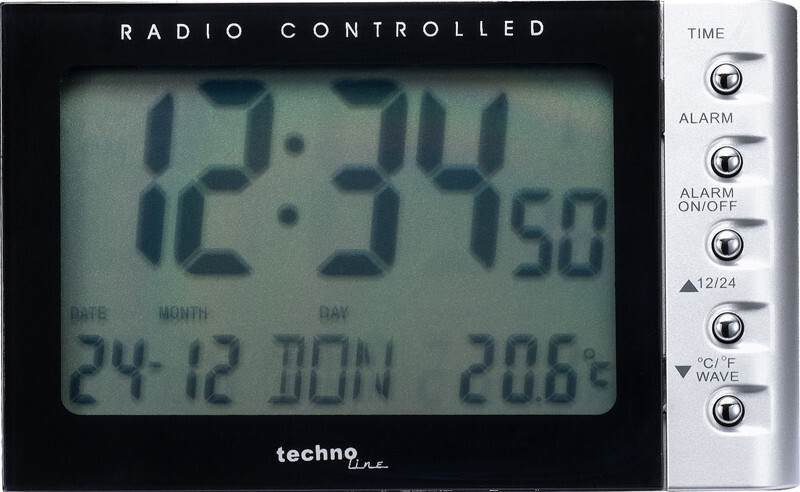 RADIO CONTROLLED
12:34 50
DATE MONTH DAY
24-12 DON 20.6°C
techno line
TIME
ALARM
ALARM
ON/OFF
▲12/24
▼ °C/°F
WAVE